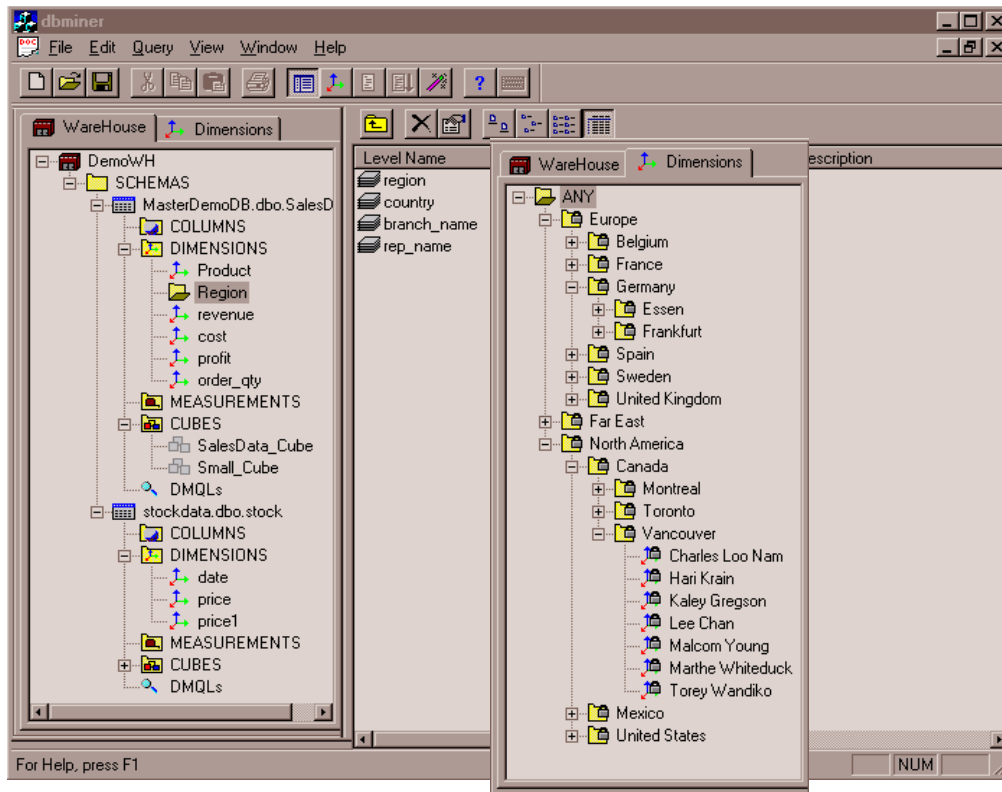 dbminer
File Edit Query View Window Help
WareHouse Dimensions
DemoWH
SCHEMAS
MasterDemoDB.dbo.SalesD
COLUMNS
DIMENSIONS
Product
Region
revenue
cost
profit
order_qty
MEASUREMENTS
CUBES
SalesData_Cube
Small_Cube
DMQLs
stockdata.dbo.stock
COLUMNS
DIMENSIONS
date
price
price1
MEASUREMENTS
CUBES
DMQLs
Level Name
region
country
branch_name
rep_name
escription
WareHouse Dimensions
ANY
Europe
Belgium
France
Germany
Essen
Frankfurt
Spain
Sweden
United Kingdom
Far East
North America
Canada
Montreal
Toronto
Vancouver
Charles Loo Nam
Hari Krain
Kaley Gregson
Lee Chan
Malcom Young
Marthe Whiteduck
Torey Wandiko
Mexico
United States
For Help, press F1
NUM